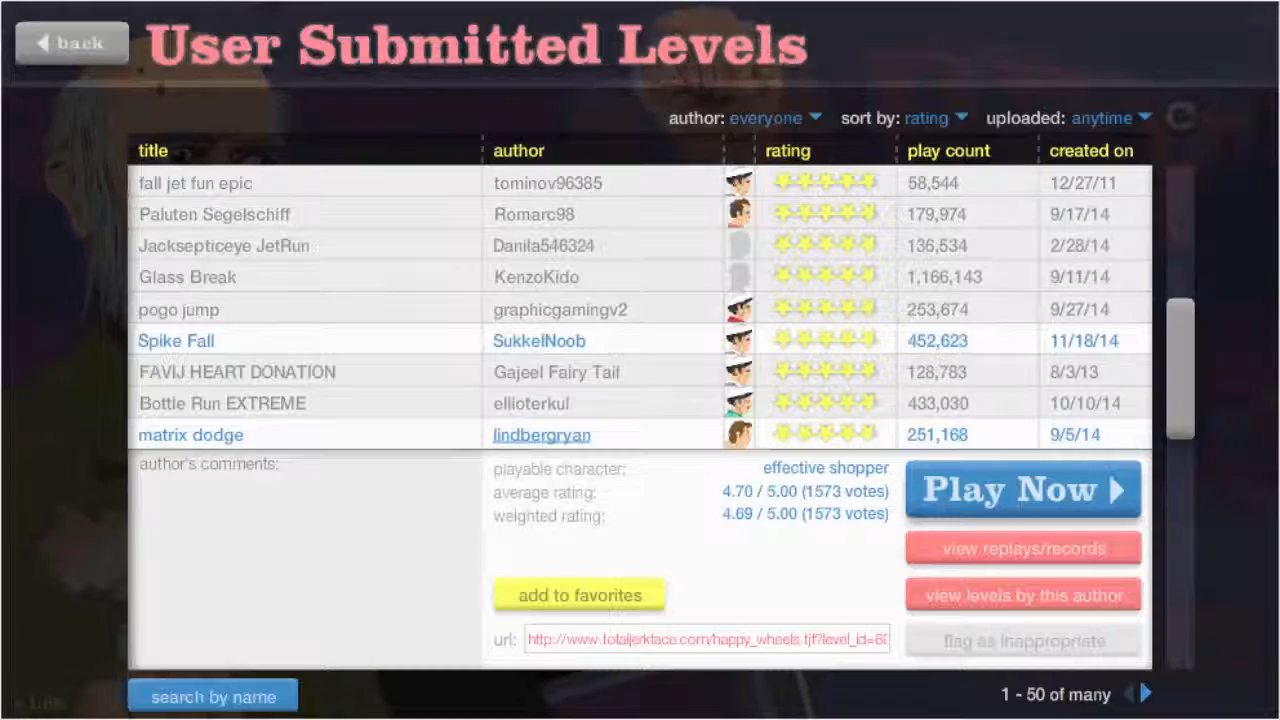 back
User Submitted Levels
author: everyone sort by: rating uploaded: anytime
title author rating play count created on
fall jet fun epic tominov96385 58,544 12/27/11
Paluten Segelschiff Romarc98 179,974 9/17/14
Jacksepticeye JetRun Danila546324 136,534 2/28/14
Glass Break KenzoKido 1,166,143 9/11/14
pogo jump graphicgamingv2 253,674 9/27/14
Spike Fall SukkelNoob 452,623 11/18/14
FAVIJ HEART DONATION Gajeel Fairy Tail 128,783 8/3/13
Bottle Run EXTREME ellioterkul 433,030 10/10/14
matrix dodge lindbergryan 251,168 9/5/14
author's comments:
playable character: effective shopper
average rating: 4.70 / 5.00 (1573 votes)
weighted rating: 4.69 / 5.00 (1573 votes)
Play Now
view replays/records
add to favorites
view levels by this author
url: http://www.totaljerkface.com/happy_wheels.tjf?level_id=6
flag as inappropriate
search by name
1 - 50 of many